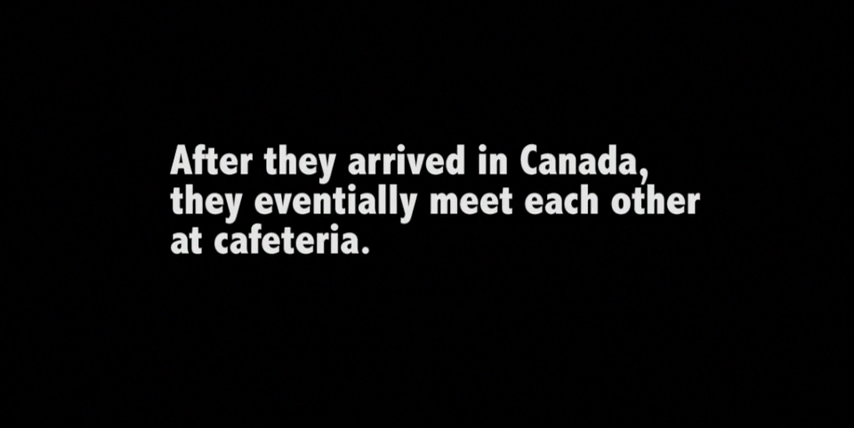 After they arrived in Canada,
they eventially meet each other
at cafeteria.